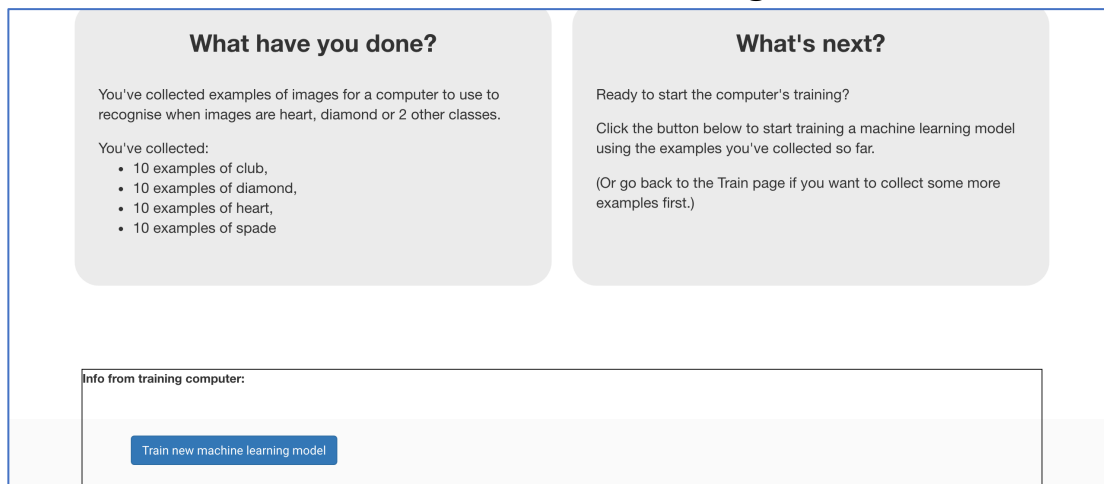 What have you done?
You've collected examples of images for a computer to use to
recognise when images are heart, diamond or 2 other classes.
You've collected:
• 10 examples of club,
• 10 examples of diamond,
• 10 examples of heart,
• 10 examples of spade
What's next?
Ready to start the computer's training?
Click the button below to start training a machine learning model
using the examples you've collected so far.
(Or go back to the Train page if you want to collect some more
examples first.)
Info from training computer:
Train new machine learning model